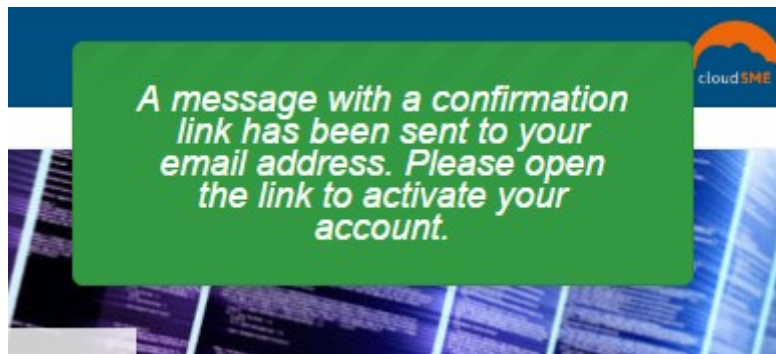 A message with a confirmation
link has been sent to your
email address. Please open
the link to activate your
account.
cloudSME